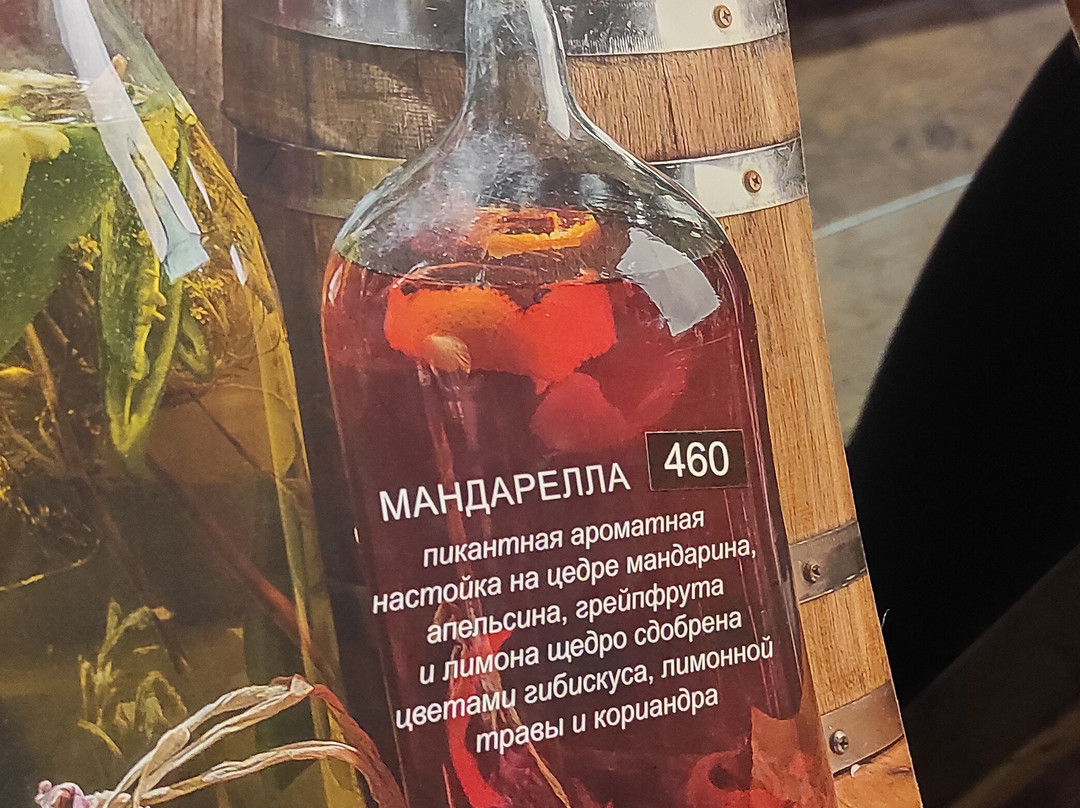 МАНДАРЕЛЛА 460
пикантная ароматная
настойка на цедре мандарина,
апельсина, грейпфрута
и лимона щедро сдобрена
цветами гибискуса, лимонной
травы и кориандра